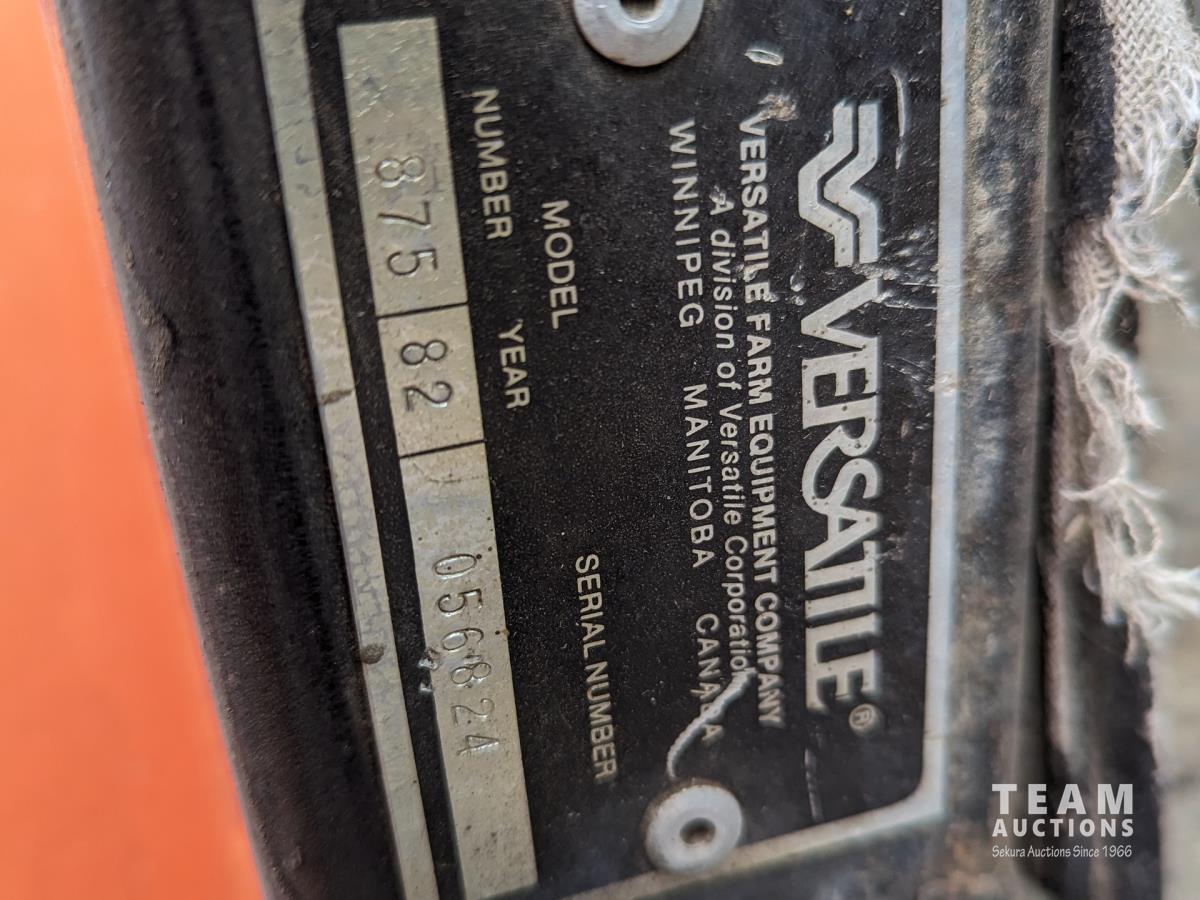 VERSATILE®
VERSATILE FARM EQUIPMENT COMPANY
A division of Versatile Corporation
WINNIPEG MANITOBA CANADA
MODEL
NUMBER YEAR SERIAL NUMBER
875 82 056824
TEAM
AUCTIONS
Sekura Auctions Since 1966